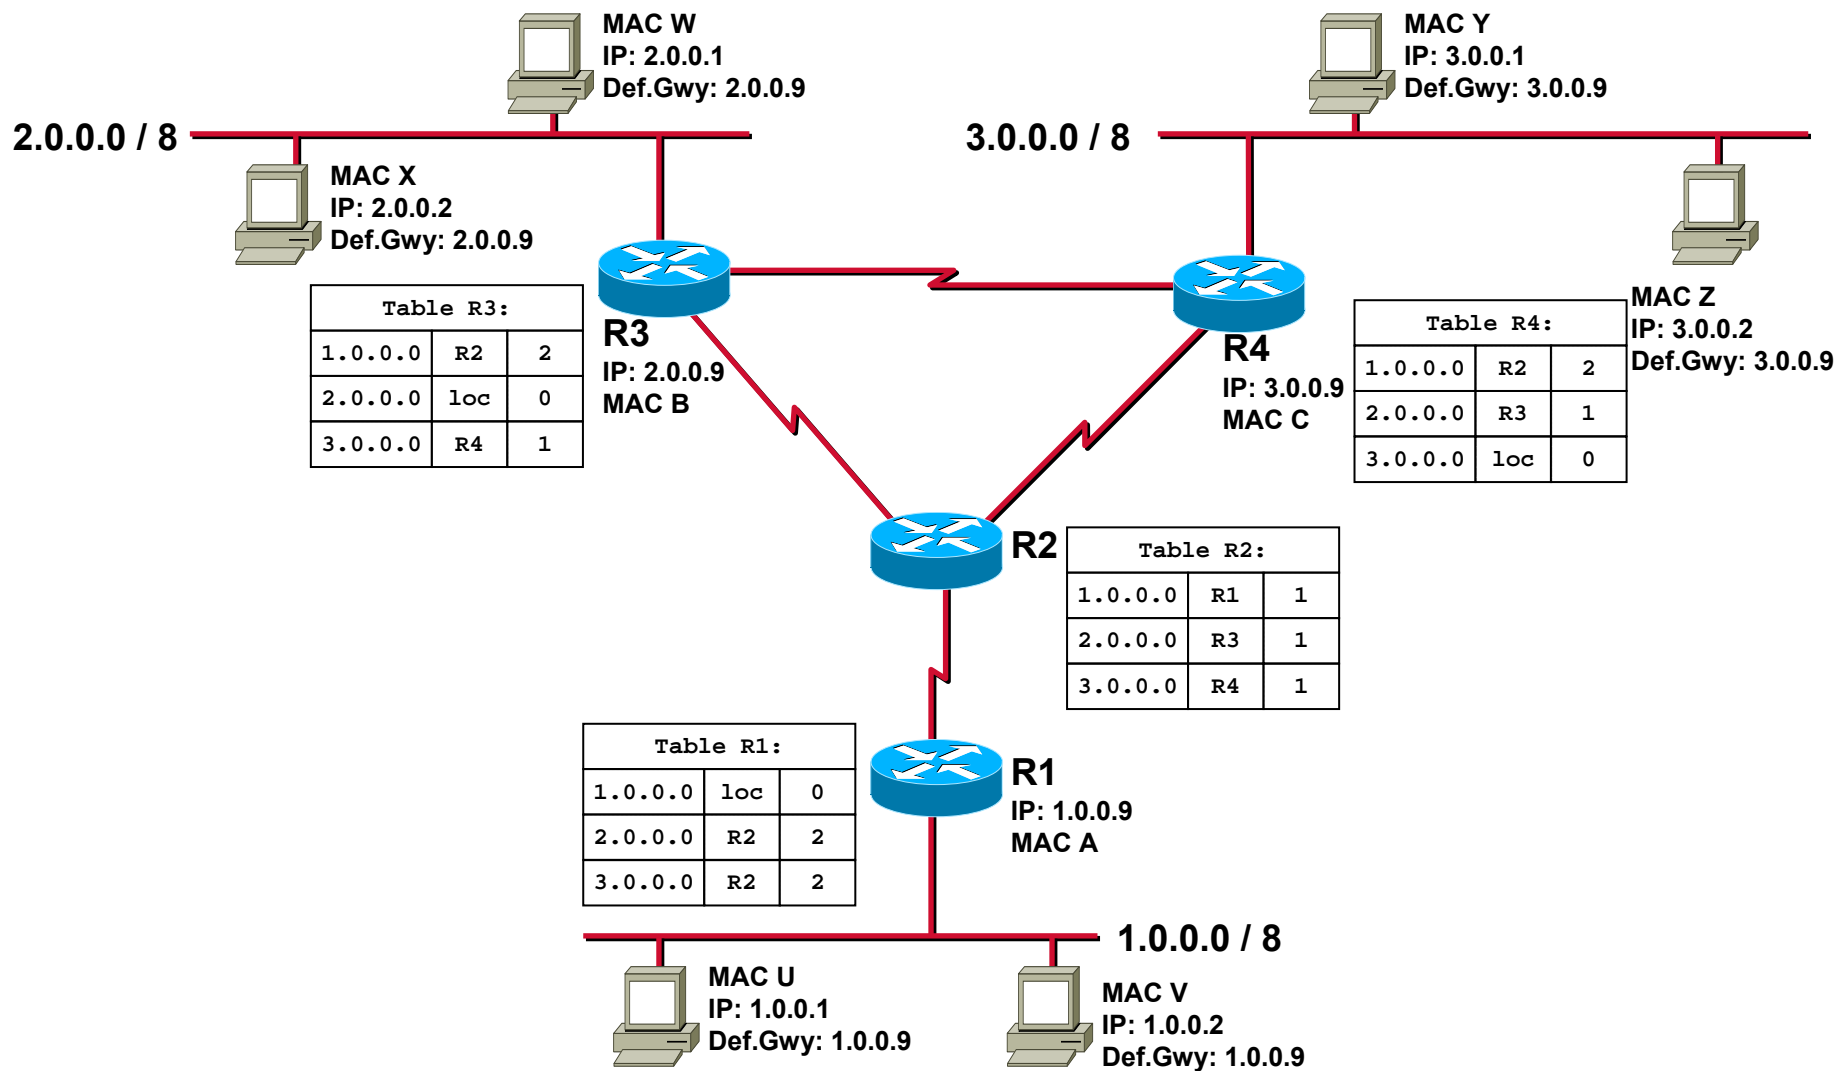 MAC W
IP: 2.0.0.1
Def.Gwy: 2.0.0.9
MAC Y
IP: 3.0.0.1
Def.Gwy: 3.0.0.9
2.0.0.0 / 8
3.0.0.0 / 8
MAC X
IP: 2.0.0.2
Def.Gwy: 2.0.0.9
MAC Z
IP: 3.0.0.2
Def.Gwy: 3.0.0.9
Table R3:
1.0.0.0 R2 2
2.0.0.0 loc 0
3.0.0.0 R4 1
R3
IP: 2.0.0.9
MAC B
R4
IP: 3.0.0.9
MAC C
Table R4:
1.0.0.0 R2 2
2.0.0.0 R3 1
3.0.0.0 loc 0
R2
Table R2:
1.0.0.0 R1 1
2.0.0.0 R3 1
3.0.0.0 R4 1
Table R1:
1.0.0.0 loc 0
2.0.0.0 R2 2
3.0.0.0 R2 2
R1
IP: 1.0.0.9
MAC A
1.0.0.0 / 8
MAC U
IP: 1.0.0.1
Def.Gwy: 1.0.0.9
MAC V
IP: 1.0.0.2
Def.Gwy: 1.0.0.9